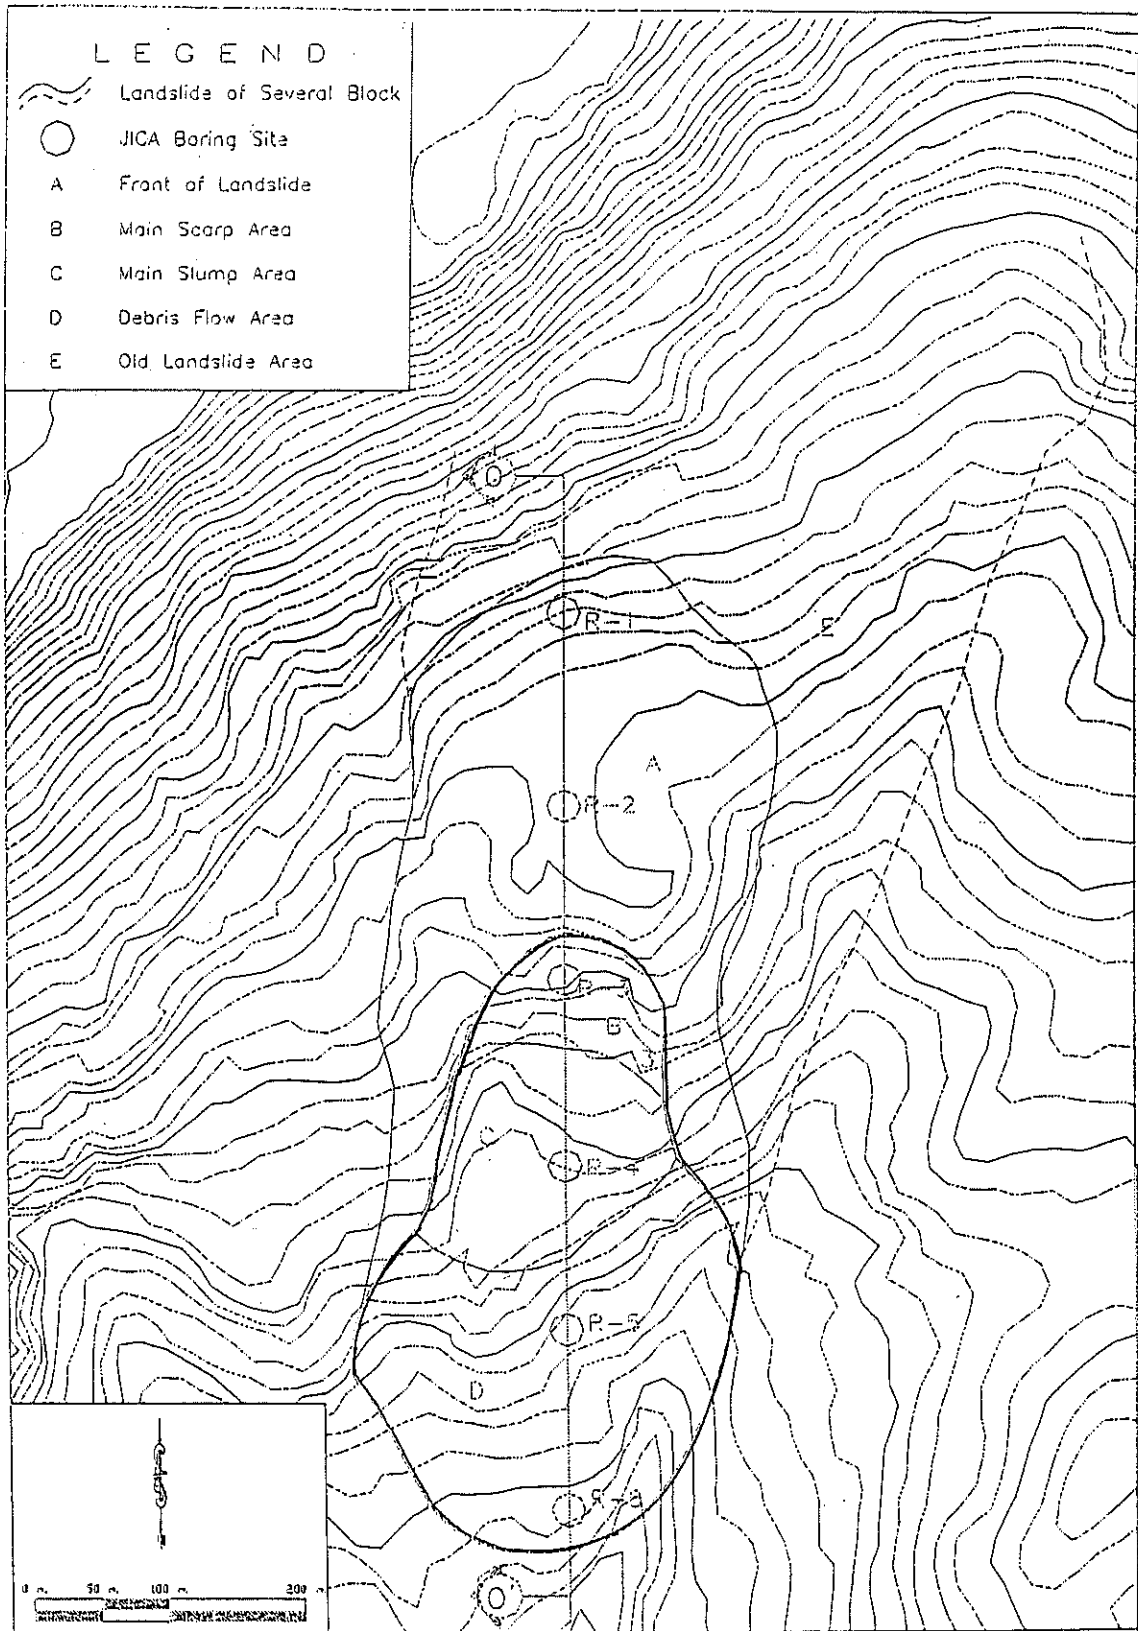 LEGEND
Landslide of Several Block
JICA Boring Site
A Front of Landslide
B Main Scarp Area
C Main Slump Area
D Debris Flow Area
E Old Landslide Area
R-1
E
A
R-2
B
C
R-4
R-5
D
0 m. 50 m. 100 m. 200